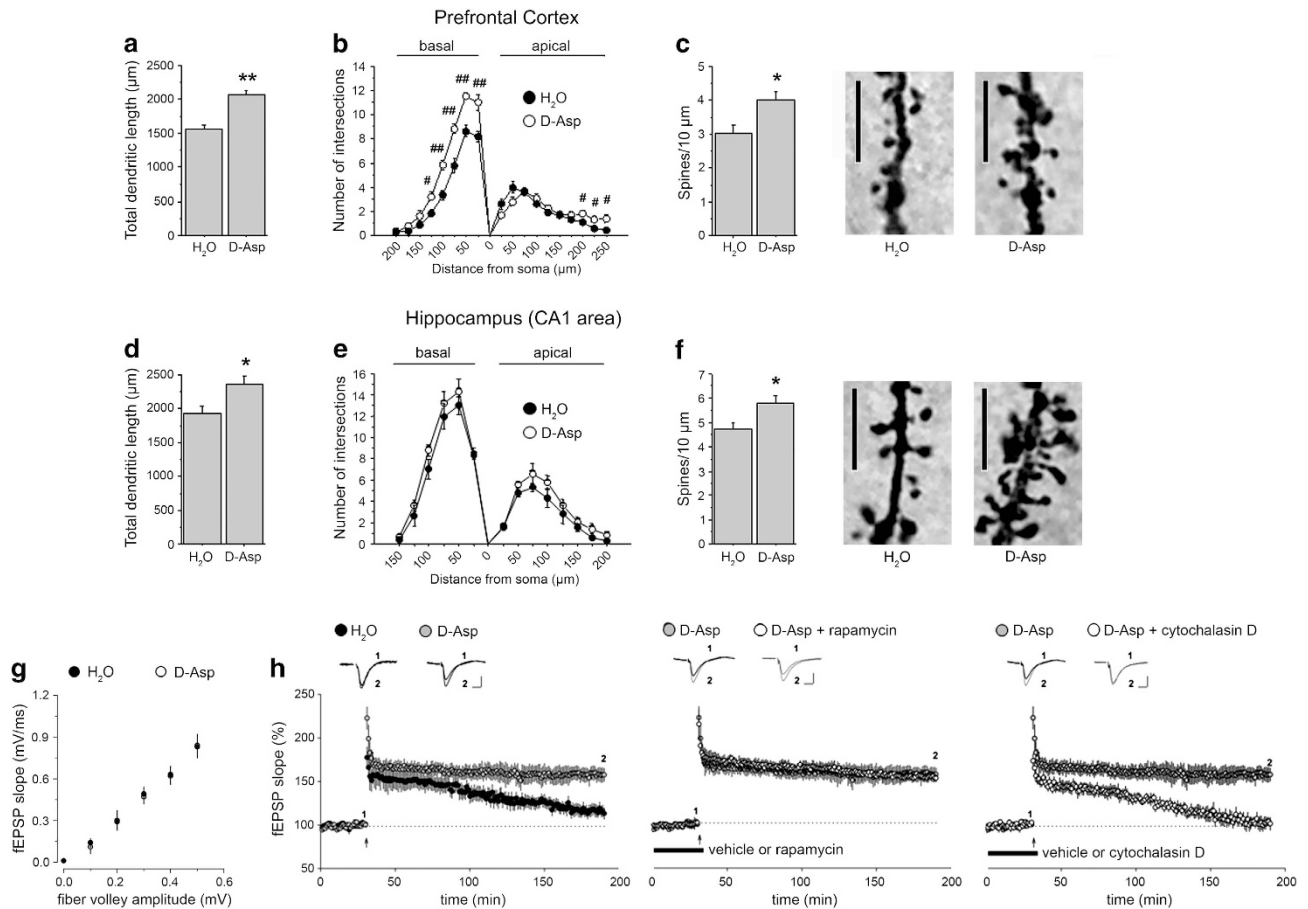 Prefrontal Cortex
a
Total dendritic length (µm)
2500
2000
1500
1000
500
0
**
H₂O D-Asp
b
basal apical
Number of intersections
14
12
10
8
6
4
2
0
# ## ## ## ## ##
# # #
H₂O
D-Asp
200 150 100 50 0 50 100 150 200 250
Distance from soma (µm)
c
Spines/10 µm
5
4
3
2
1
0
*
H₂O D-Asp
H₂O D-Asp
Hippocampus (CA1 area)
d
Total dendritic length (µm)
2500
2000
1500
1000
500
0
*
H₂O D-Asp
e
basal apical
Number of intersections
16
14
12
10
8
6
4
2
0
H₂O
D-Asp
150 100 50 0 50 100 150 200
Distance from soma (µm)
f
Spines/10 µm
7
6
5
4
3
2
1
0
*
H₂O D-Asp
H₂O D-Asp
g
H₂O D-Asp
fEPSP slope (mV/ms)
1.2
0.9
0.6
0.3
0.0
0.0 0.2 0.4 0.6
fiber volley amplitude (mV)
h
H₂O D-Asp
1 1
2 2
fEPSP slope (%)
250
200
150
100
50
1
2
0 50 100 150 200
time (min)
D-Asp D-Asp + rapamycin
1
2
1
2
vehicle or rapamycin
0 50 100 150 200
time (min)
D-Asp D-Asp + cytochalasin D
1
2
250
200
150
100
50
1
2
vehicle or cytochalasin D
0 50 100 150 200
time (min)